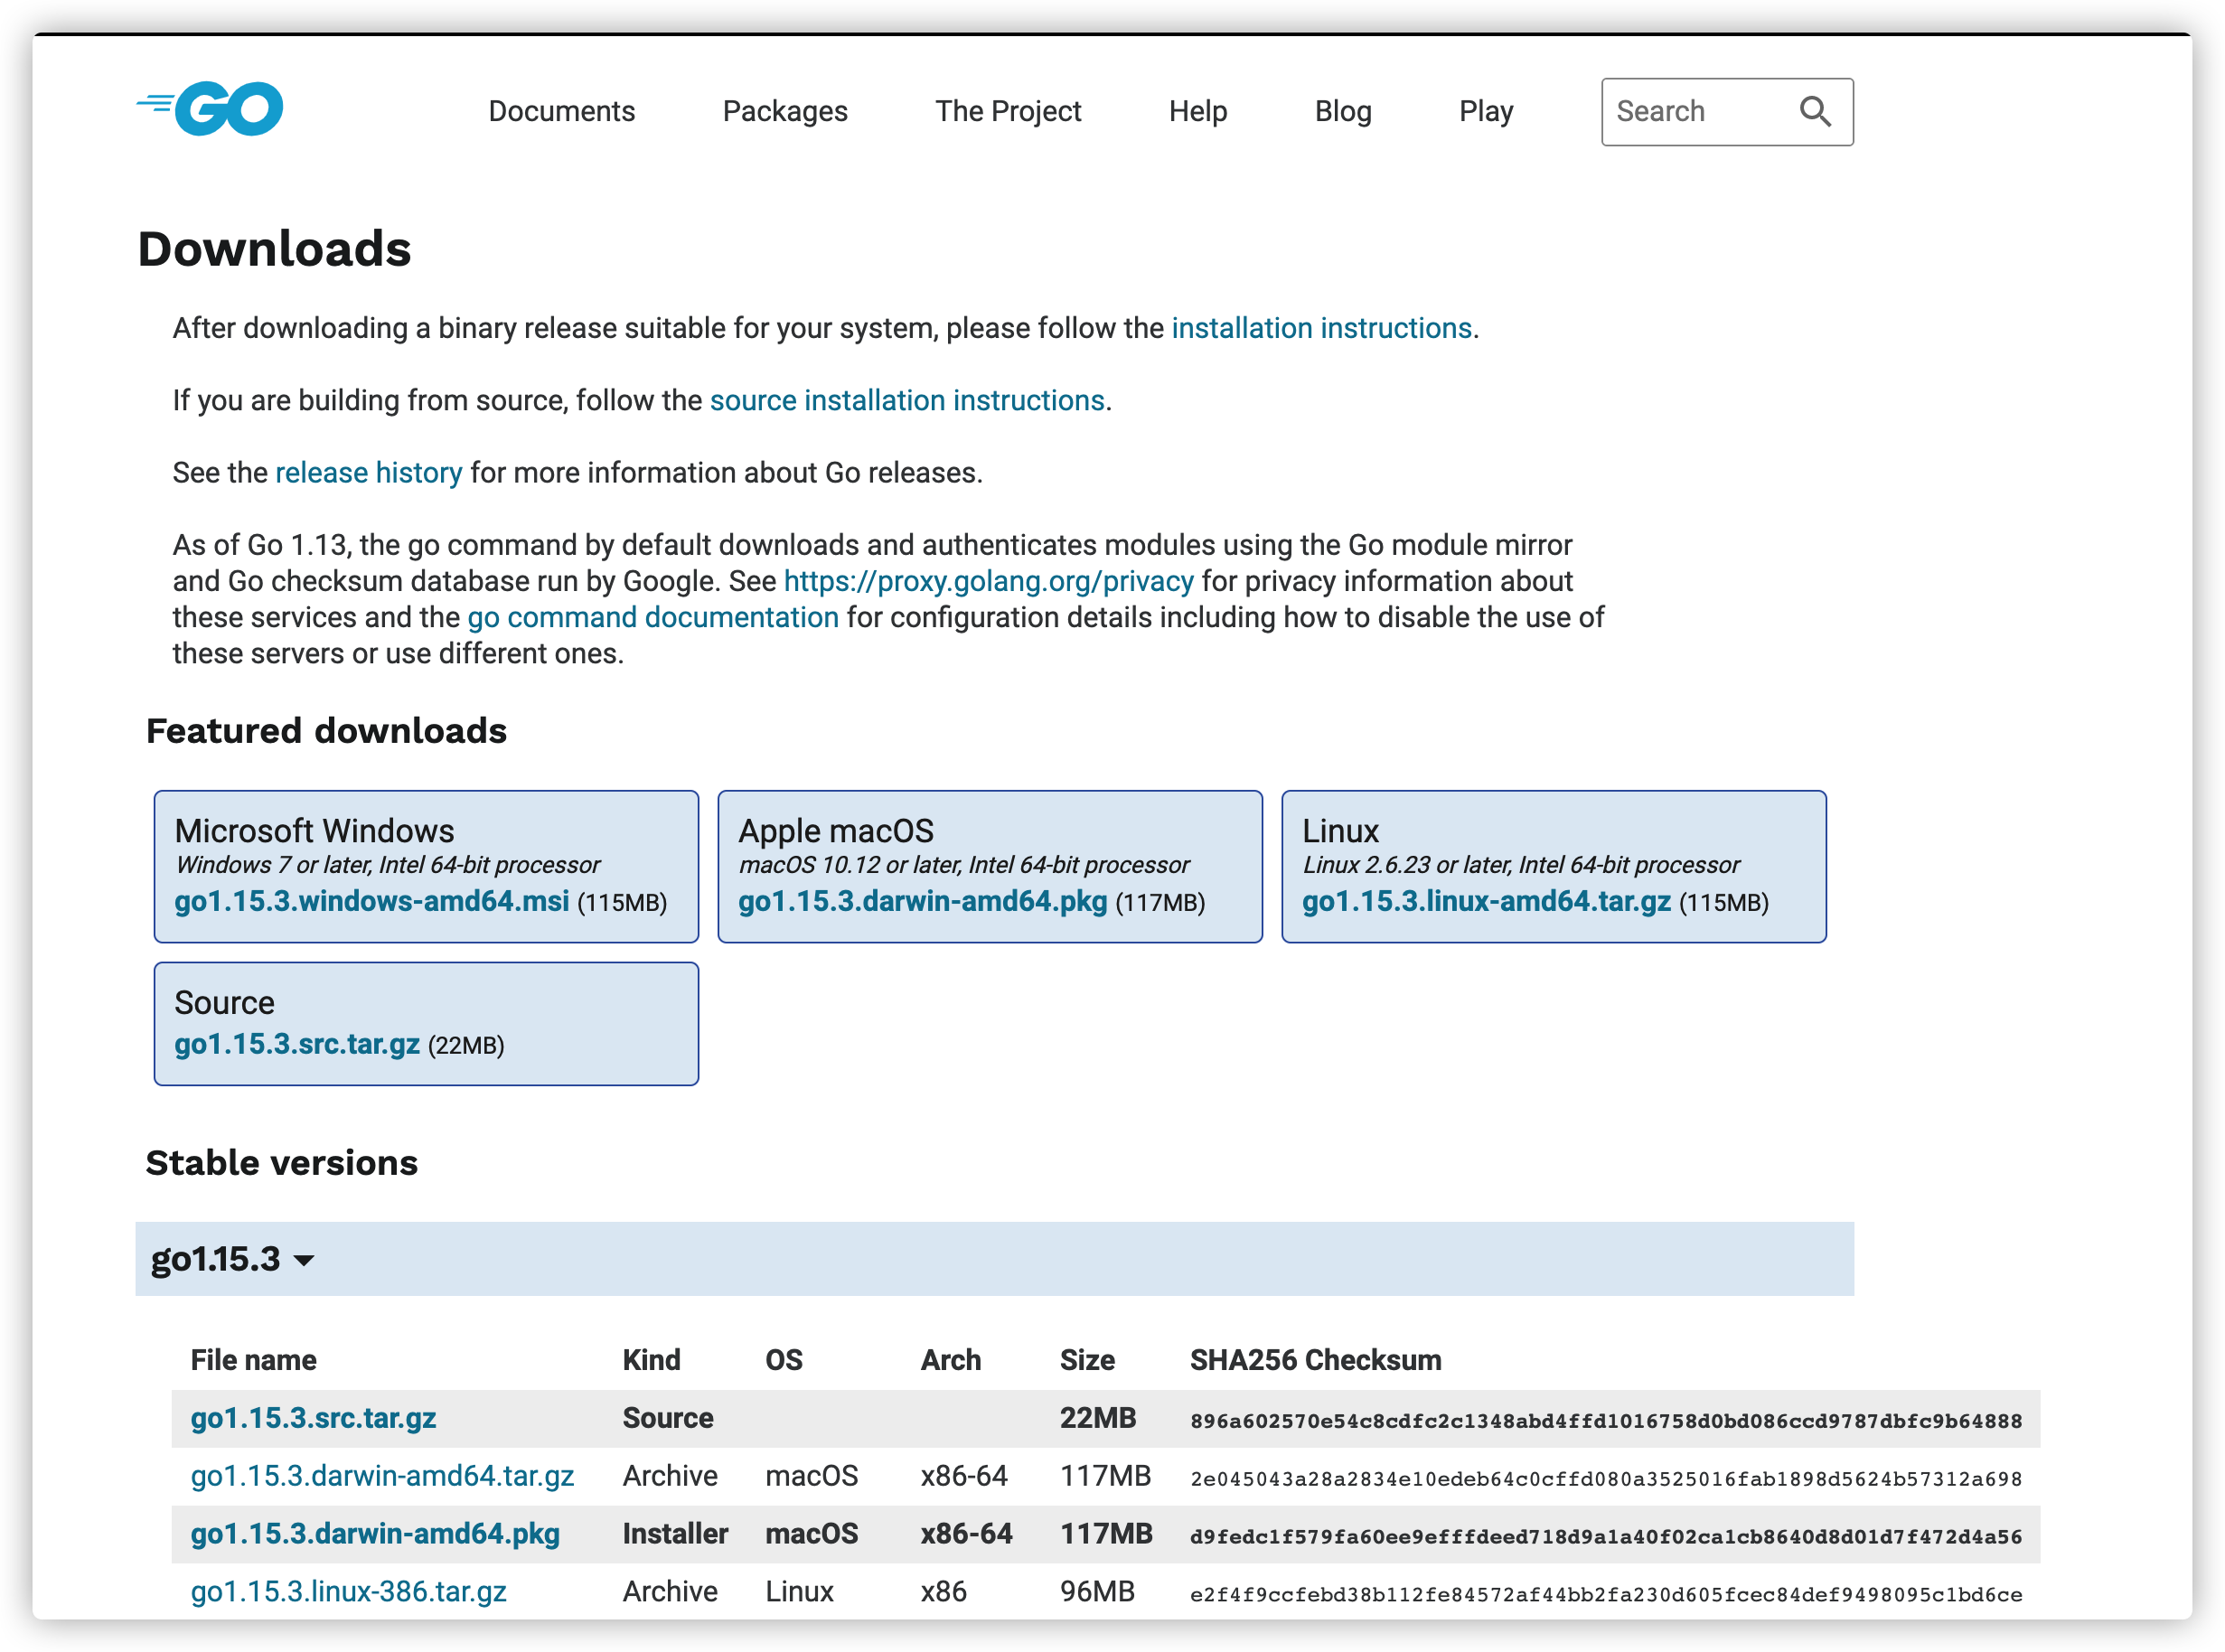 GO
Documents Packages The Project Help Blog Play Search
Downloads
After downloading a binary release suitable for your system, please follow the installation instructions.
If you are building from source, follow the source installation instructions.
See the release history for more information about Go releases.
As of Go 1.13, the go command by default downloads and authenticates modules using the Go module mirror
and Go checksum database run by Google. See https://proxy.golang.org/privacy for privacy information about
these services and the go command documentation for configuration details including how to disable the use of
these servers or use different ones.
Featured downloads
Microsoft Windows
Windows 7 or later, Intel 64-bit processor
go1.15.3.windows-amd64.msi (115MB)
Apple macOS
macOS 10.12 or later, Intel 64-bit processor
go1.15.3.darwin-amd64.pkg (117MB)
Linux
Linux 2.6.23 or later, Intel 64-bit processor
go1.15.3.linux-amd64.tar.gz (115MB)
Source
go1.15.3.src.tar.gz (22MB)
Stable versions
go1.15.3
File name Kind OS Arch Size SHA256 Checksum
go1.15.3.src.tar.gz Source 22MB 896a602570e54c8cdfc2c1348abd4ffd1016758d0bd086ccd9787dbfc9b64888
go1.15.3.darwin-amd64.tar.gz Archive macOS x86-64 117MB 2e045043a28a2834e10edeb64c0cffd080a3525016fab1898d5624b57312a698
go1.15.3.darwin-amd64.pkg Installer macOS x86-64 117MB d9fedc1f579fa60ee9efffdeed718d9a1a40f02ca1cb8640d8d01d7f472d4a56
go1.15.3.linux-386.tar.gz Archive Linux x86 96MB e2f4f9ccfebd38b112fe84572af44bb2fa230d605fcec84def9498095c1bd6ce